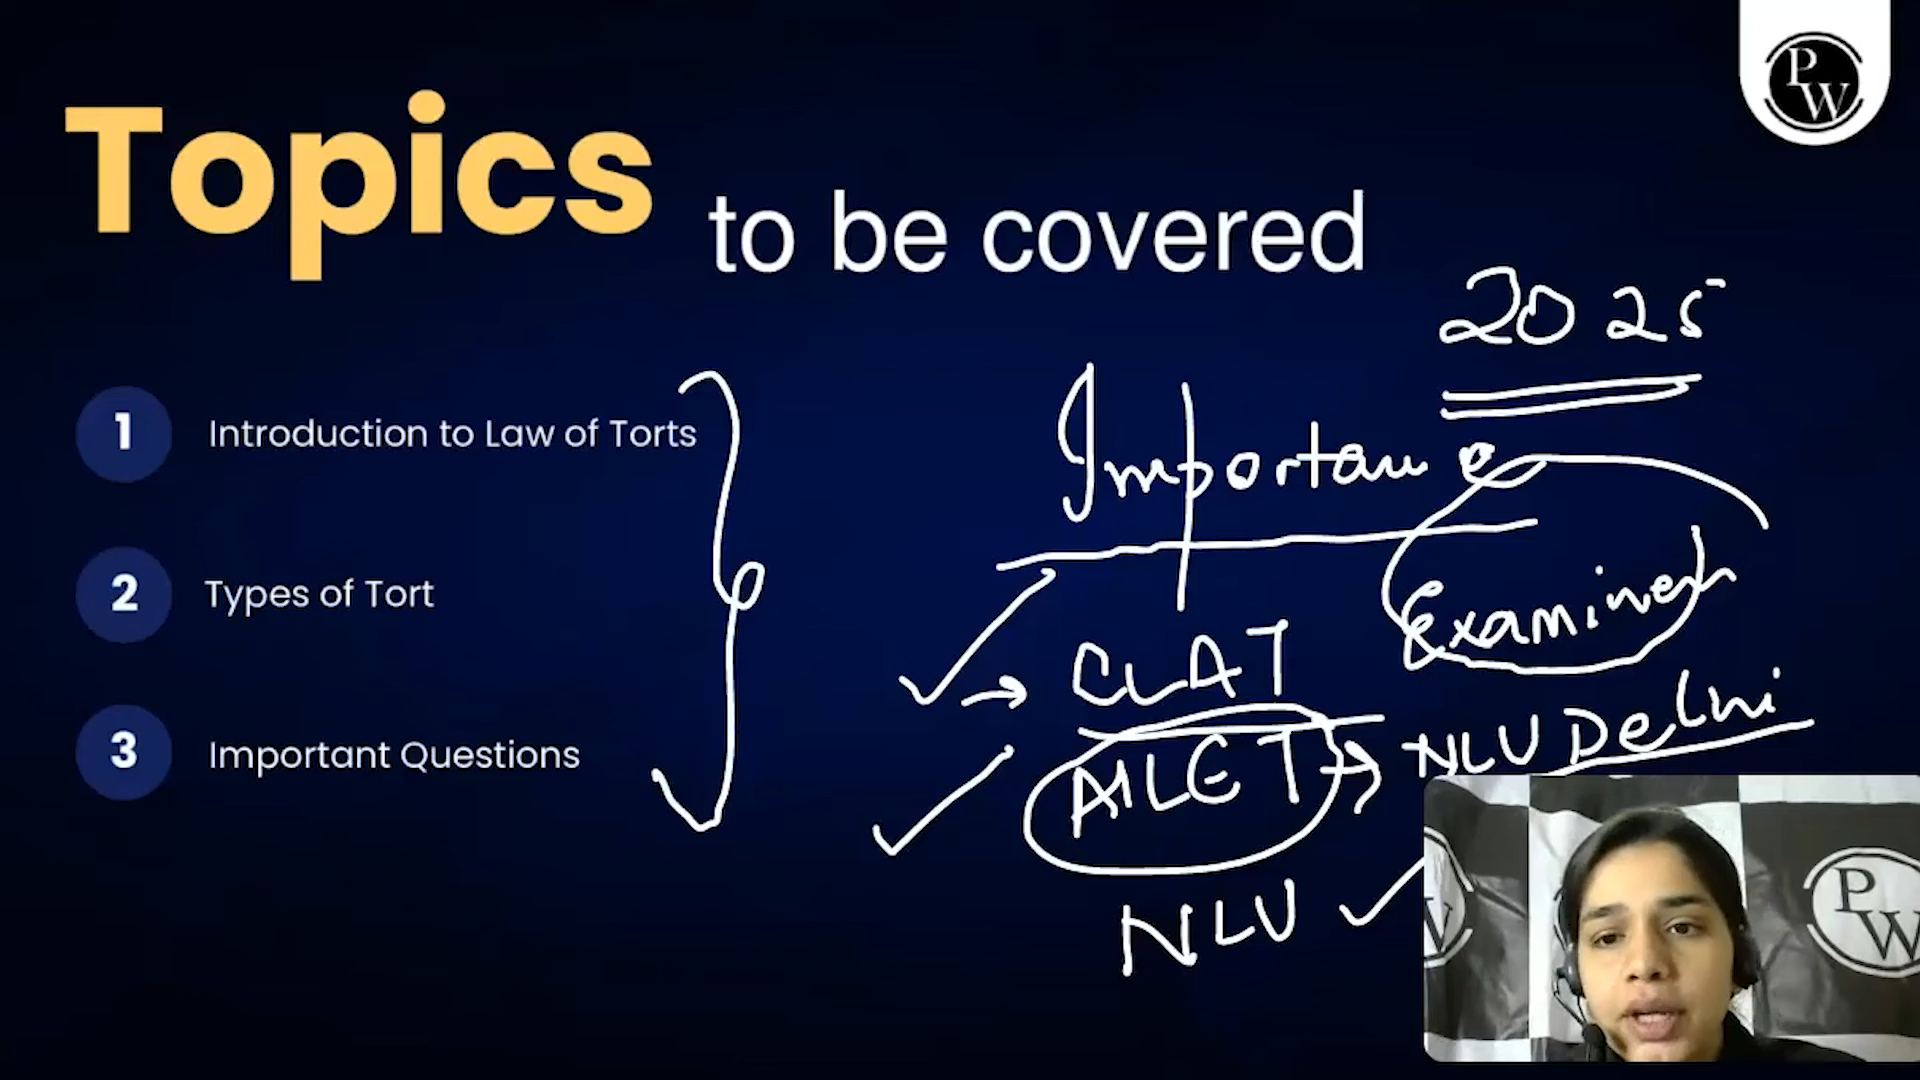 PW
Topics to be covered
2025
1 Introduction to Law of Torts
Importance
2 Types of Tort
Examiner
→ CLAT
3 Important Questions
AILET → NLU Delhi
NLU
PW
W